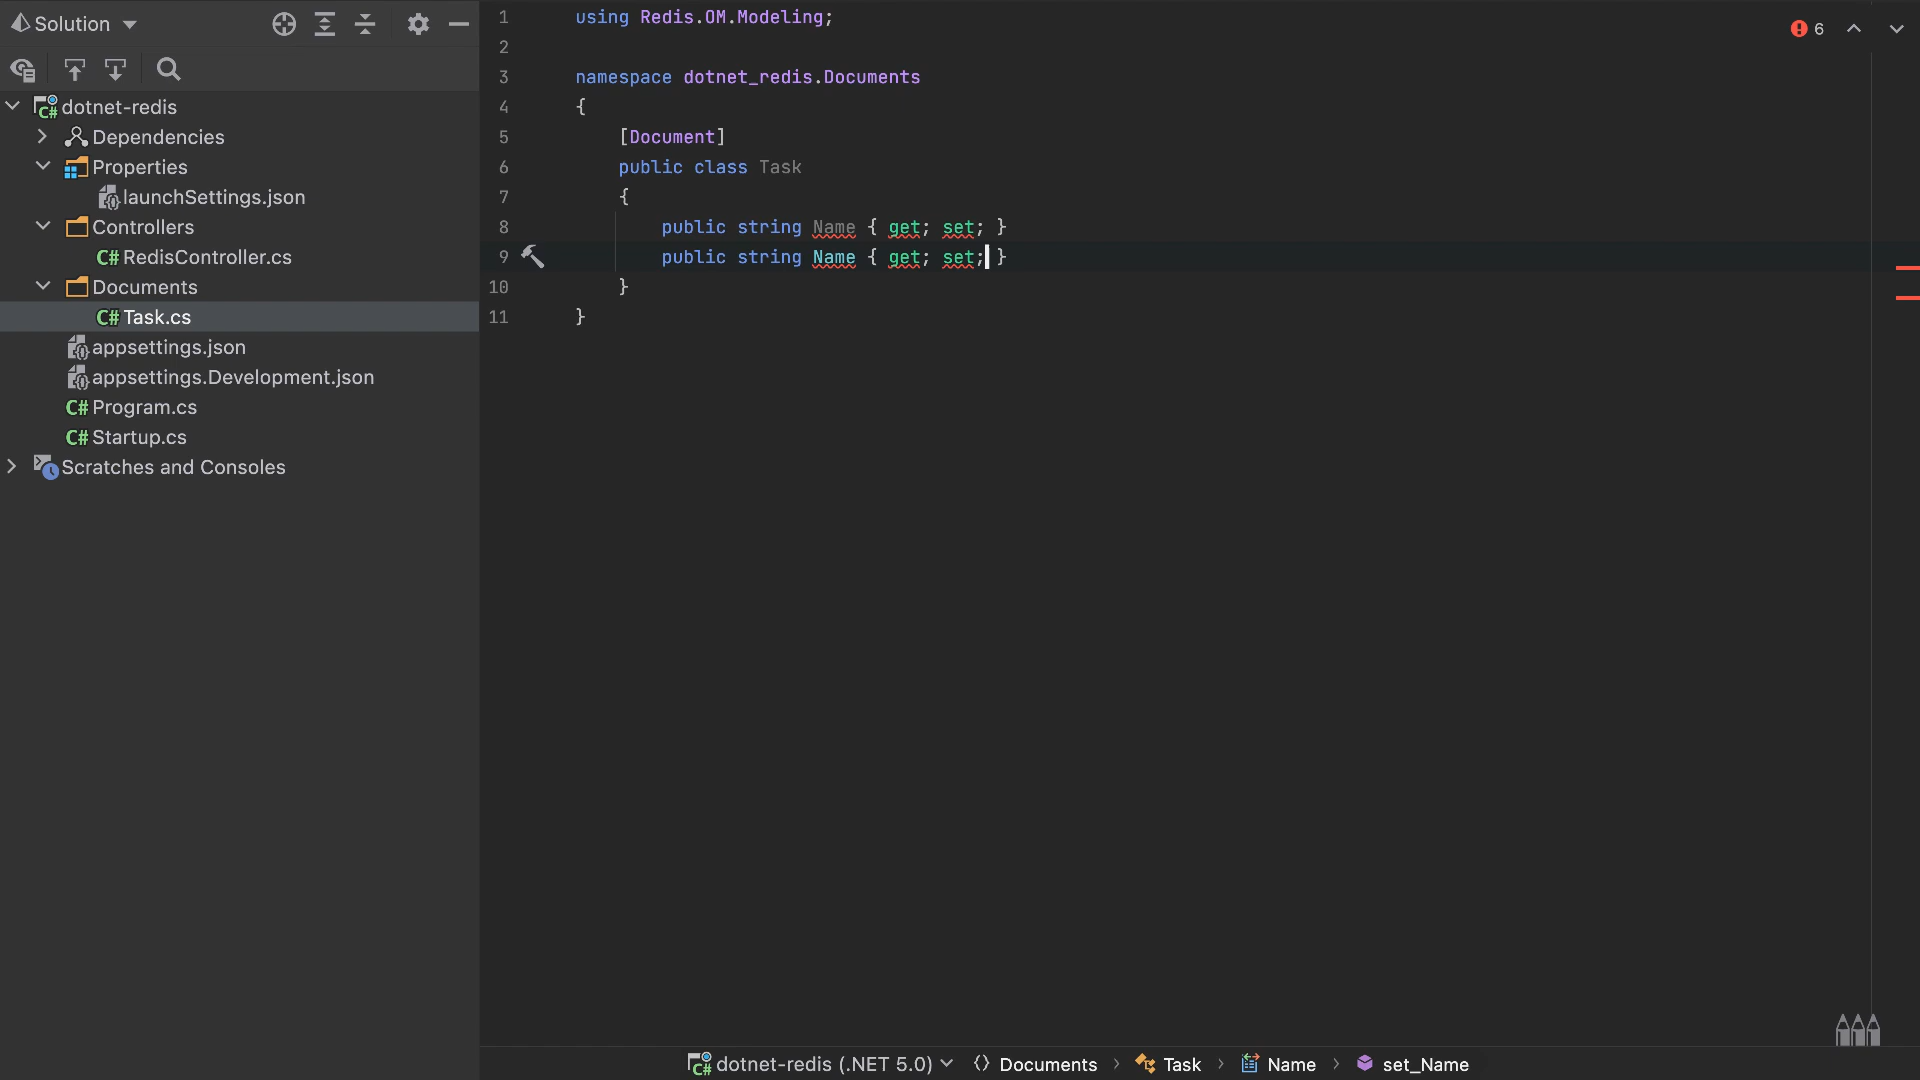 Solution
dotnet-redis
Dependencies
Properties
launchSettings.json
Controllers
C# RedisController.cs
Documents
C# Task.cs
appsettings.json
appsettings.Development.json
C# Program.cs
C# Startup.cs
Scratches and Consoles
1 using Redis.OM.Modeling;
2
3 namespace dotnet_redis.Documents
4 {
5 [Document]
6 public class Task
7 {
8 public string Name { get; set; }
9 public string Name { get; set; }
10 }
11 }
6
dotnet-redis (.NET 5.0) Documents Task Name set_Name